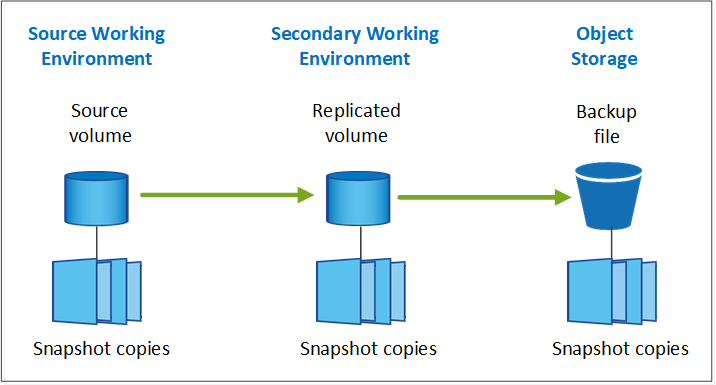 Source Working
Environment
Secondary Working
Environment
Object
Storage
Source
volume
Replicated
volume
Backup
file
Snapshot copies
Snapshot copies
Snapshot copies